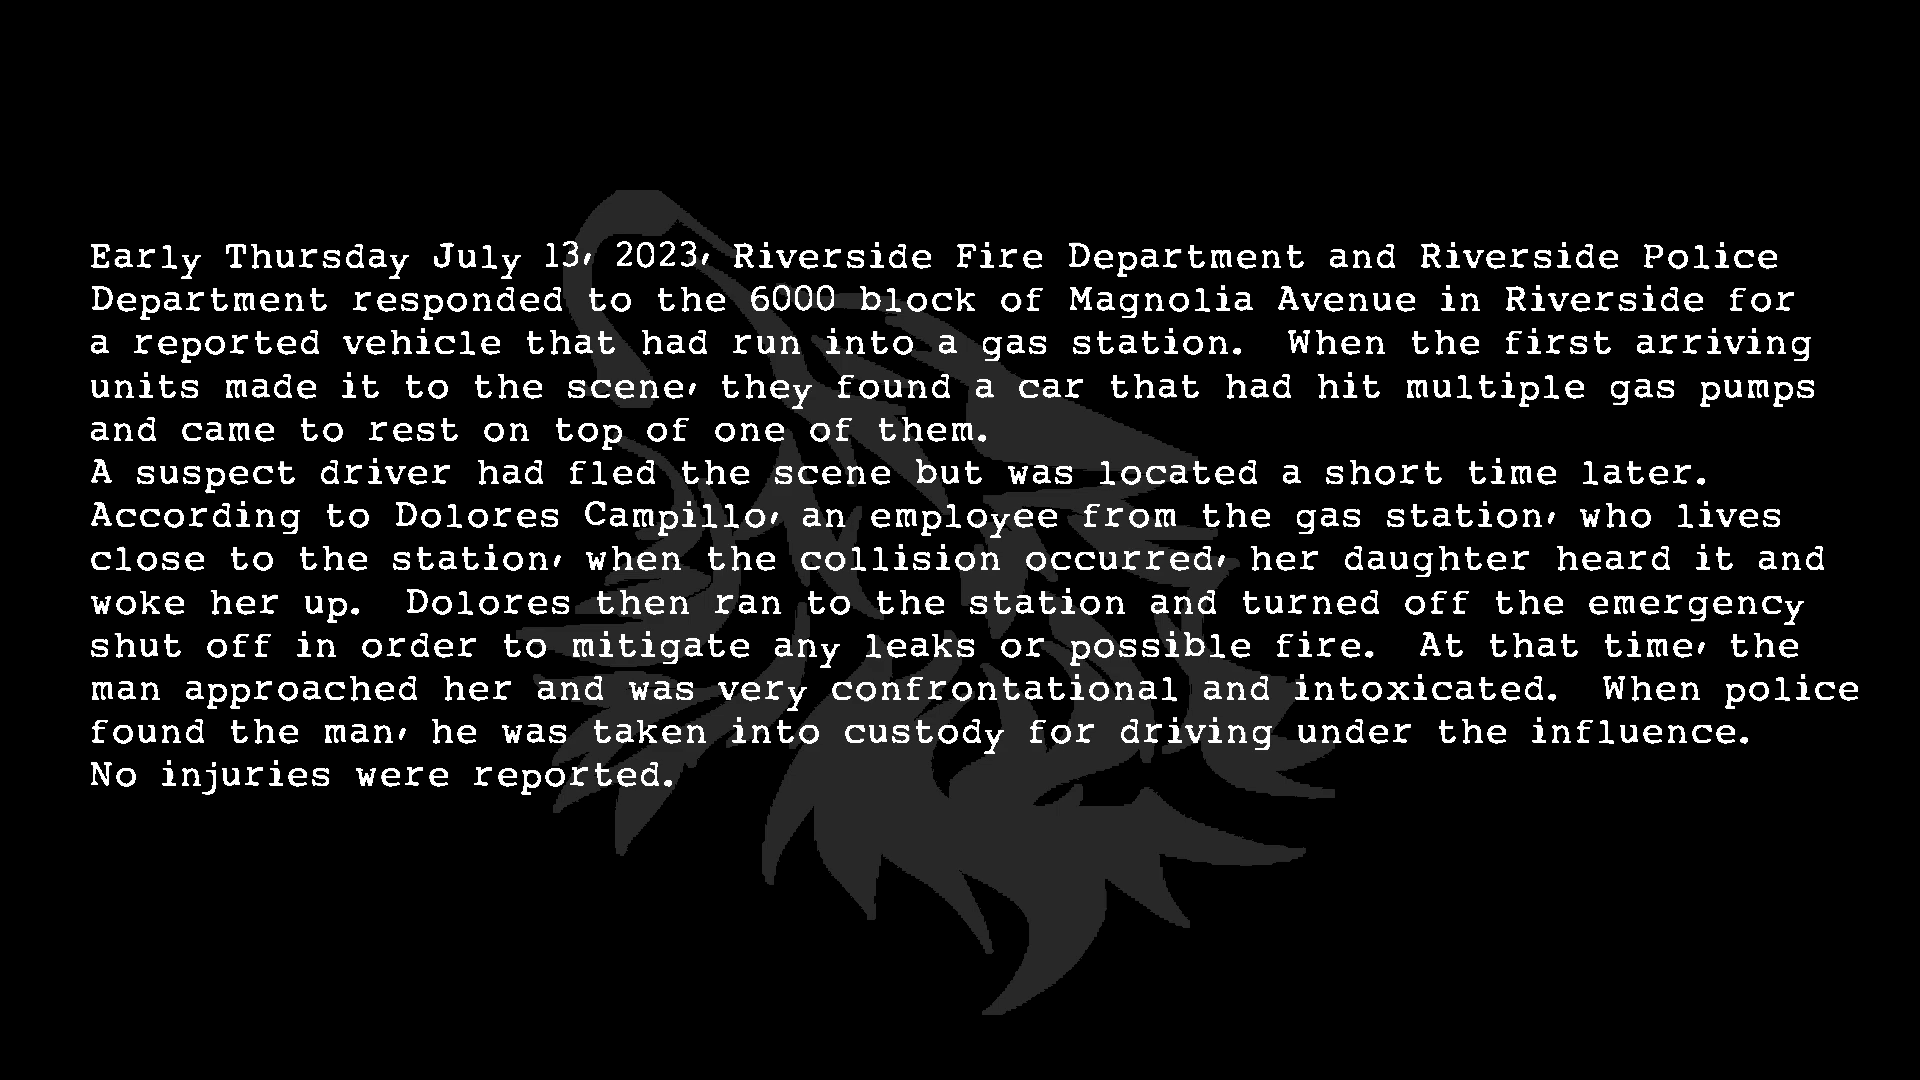 Early Thursday July 13, 2023, Riverside Fire Department and Riverside Police
Department responded to the 6000 block of Magnolia Avenue in Riverside for
a reported vehicle that had run into a gas station.  When the first arriving
units made it to the scene, they found a car that had hit multiple gas pumps
and came to rest on top of one of them.
A suspect driver had fled the scene but was located a short time later.
According to Dolores Campillo, an employee from the gas station, who lives
close to the station, when the collision occurred, her daughter heard it and
woke her up.  Dolores then ran to the station and turned off the emergency
shut off in order to mitigate any leaks or possible fire.  At that time, the
man approached her and was very confrontational and intoxicated.  When police
found the man, he was taken into custody for driving under the influence.
No injuries were reported.